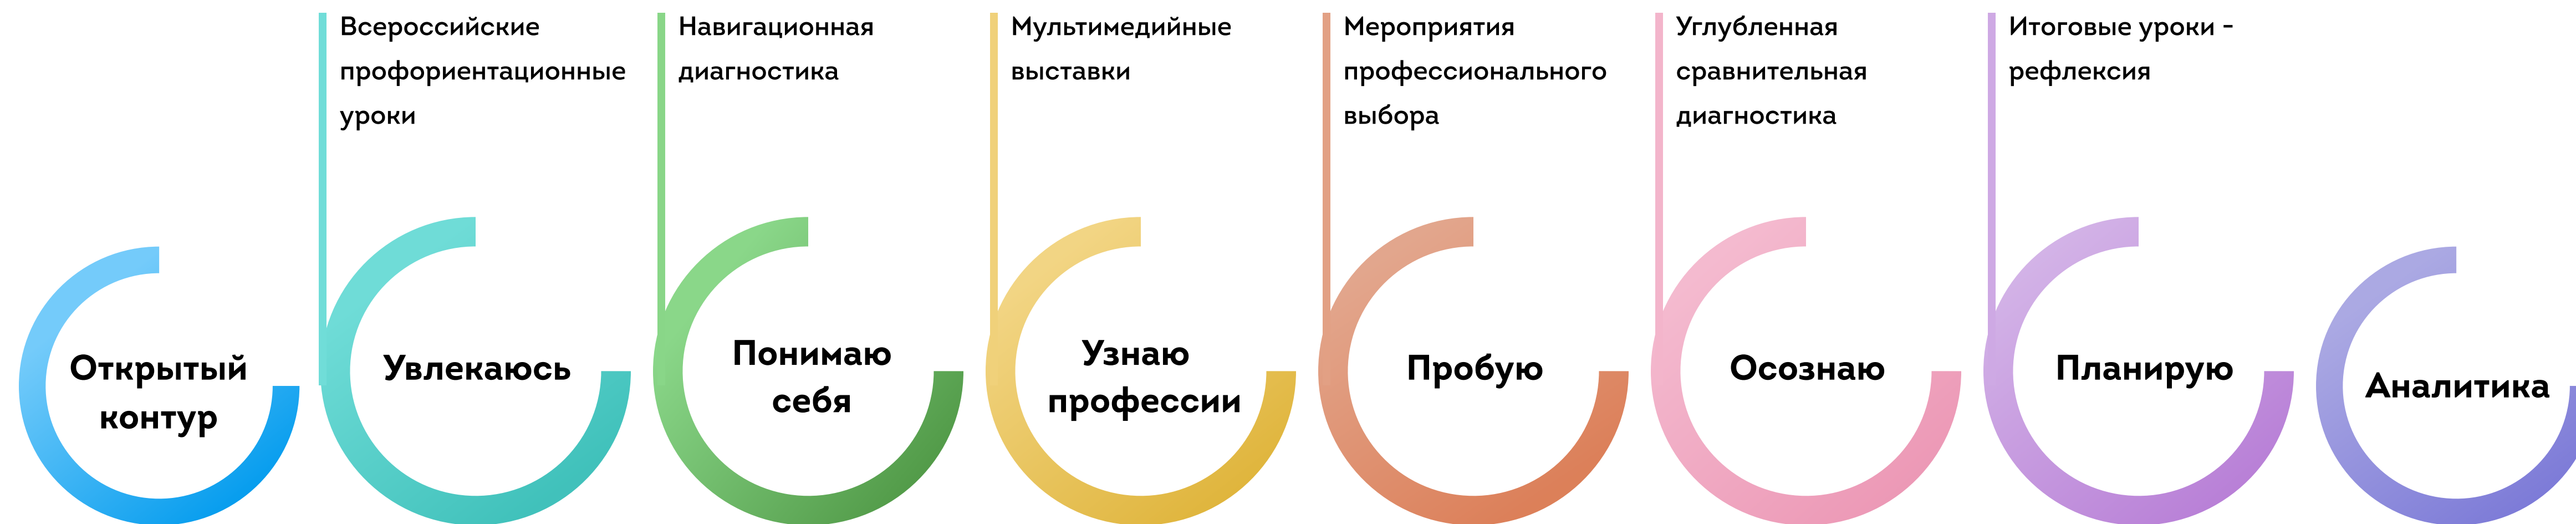 Всероссийские
профориентационные
уроки
Навигационная
диагностика
Мультимедийные
выставки
Мероприятия
профессионального
выбора
Углубленная
сравнительная
диагностика
Итоговые уроки -
рефлексия
Открытый
контур
Увлекаюсь
Понимаю
себя
Узнаю
профессии
Пробую
Осознаю
Планирую
Аналитика